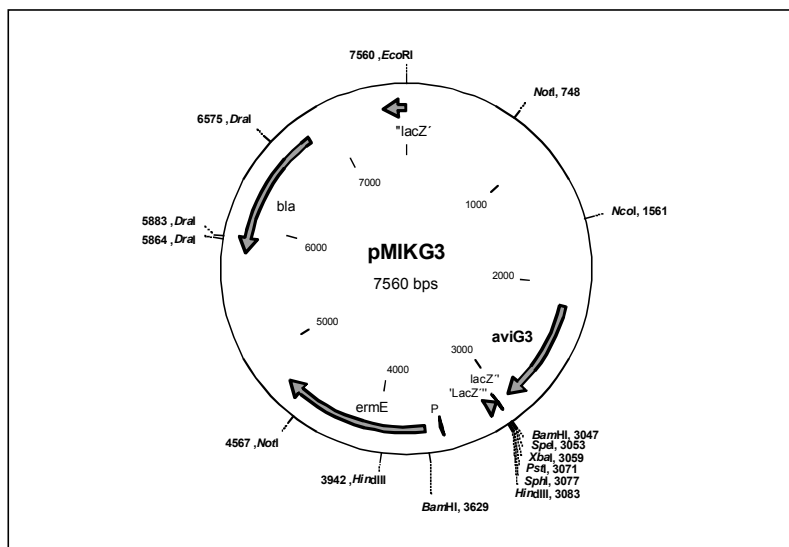 7560 ,EcoRI
NotI, 748
"lacZ´
6575 ,DraI
7000
1000
bla
NcoI, 1561
5883 ,DraI
5864 ,DraI
6000
pMIKG3
7560 bps
2000
5000
aviG3
3000
4000
lacZ´'
'LacZ´"
ermE
P
BamHI, 3047
SpeI, 3053
XbaI, 3059
PstI, 3071
SphI, 3077
HindIII, 3083
4567 ,NotI
3942 ,HindIII
BamHI, 3629